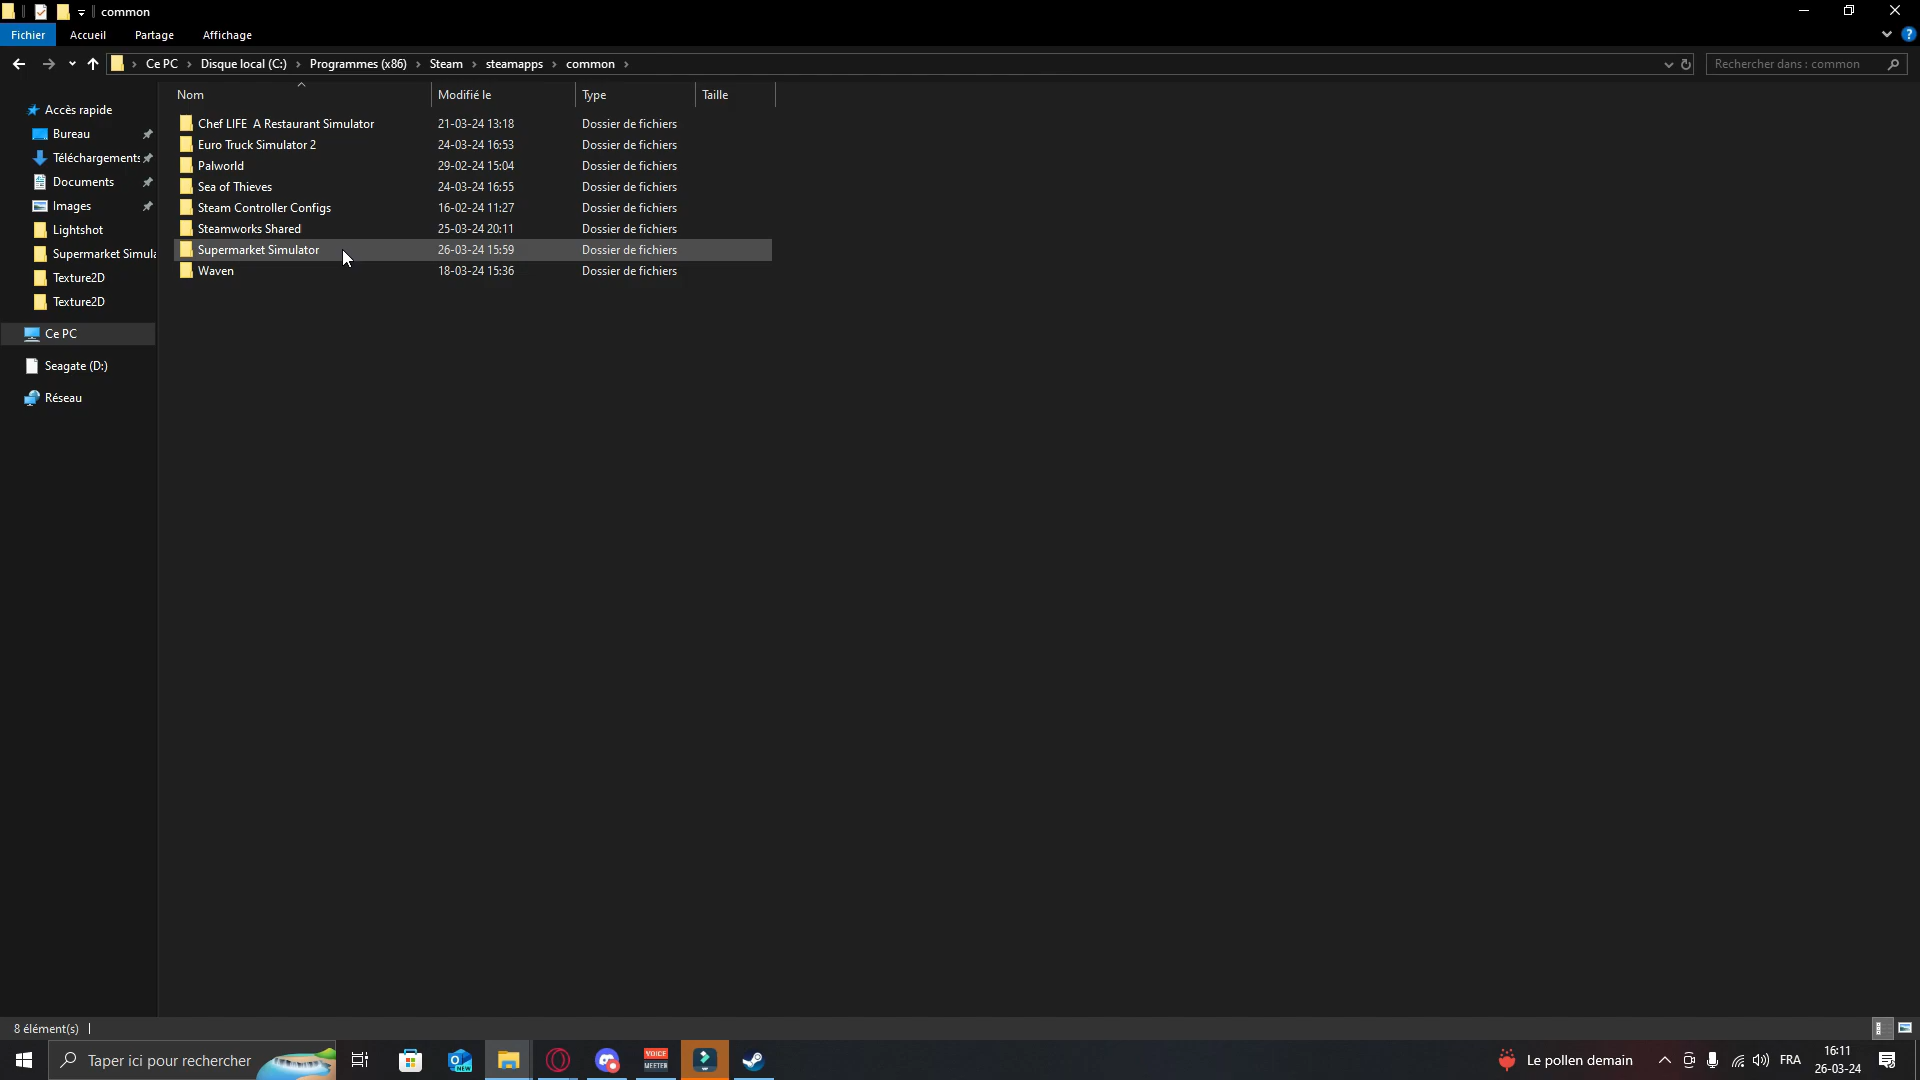 common
Fichier Accueil Partage Affichage
Ce PC Disque local (C:) Programmes (x86) Steam steamapps common
Rechercher dans : common
Nom Modifié le Type Taille
Accès rapide
Bureau
Téléchargements
Documents
Images
Lightshot
Supermarket Simula
Texture2D
Texture2D
Ce PC
Seagate (D:)
Réseau
Chef LIFE  A Restaurant Simulator 21-03-24 13:18 Dossier de fichiers
Euro Truck Simulator 2 24-03-24 16:53 Dossier de fichiers
Palworld 29-02-24 15:04 Dossier de fichiers
Sea of Thieves 24-03-24 16:55 Dossier de fichiers
Steam Controller Configs 16-02-24 11:27 Dossier de fichiers
Steamworks Shared 25-03-24 20:11 Dossier de fichiers
Supermarket Simulator 26-03-24 15:59 Dossier de fichiers
Waven 18-03-24 15:36 Dossier de fichiers
8 élément(s)
Taper ici pour rechercher
NEW
VOICE
MEETER
Le pollen demain
FRA
16:11
26-03-24